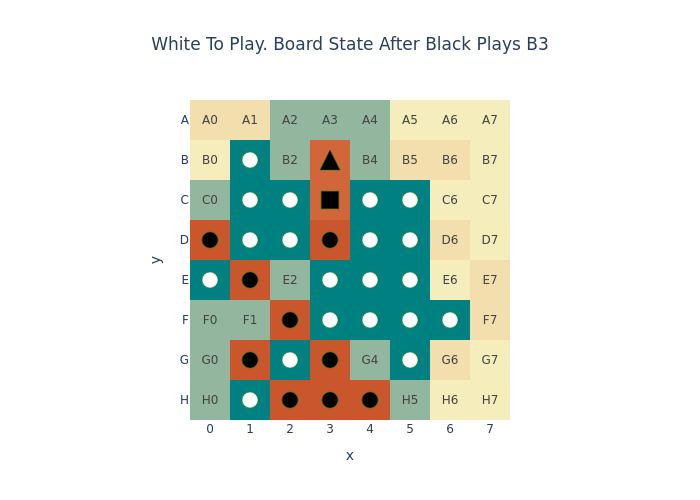 White To Play. Board State After Black Plays B3
A A0 A1 A2 A3 A4 A5 A6 A7
B B0 B2 B4 B5 B6 B7
C C0 C6 C7
D D6 D7
E E2 E6 E7
F F0 F1 F7
G G0 G4 G6 G7
H H0 H5 H6 H7
0 1 2 3 4 5 6 7
x
y